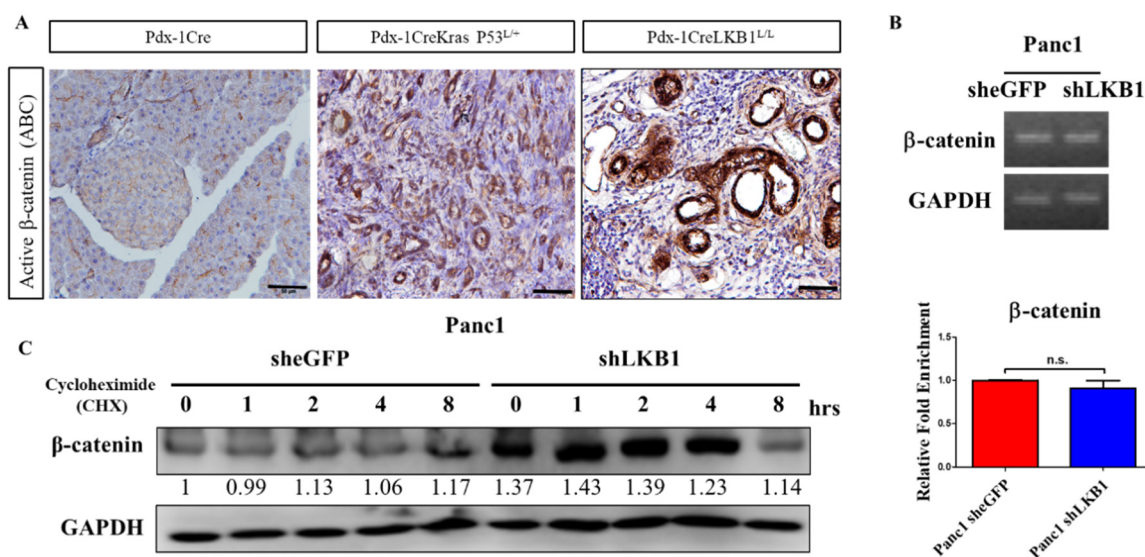 A
Pdx-1Cre
Pdx-1CreKras P53L/+
Pdx-1CreLKB1L/L
Active β-catenin (ABC)
50 μm
B
Panc1
sheGFP shLKB1
β-catenin
GAPDH
β-catenin
Relative Fold Enrichment
1.5
1.0
0.5
0.0
n.s.
Panc1 sheGFP
Panc1 shLKB1
C
Panc1
sheGFP shLKB1
Cycloheximide
(CHX)
0 1 2 4 8 0 1 2 4 8 hrs
β-catenin
1 0.99 1.13 1.06 1.17 1.37 1.43 1.39 1.23 1.14
GAPDH